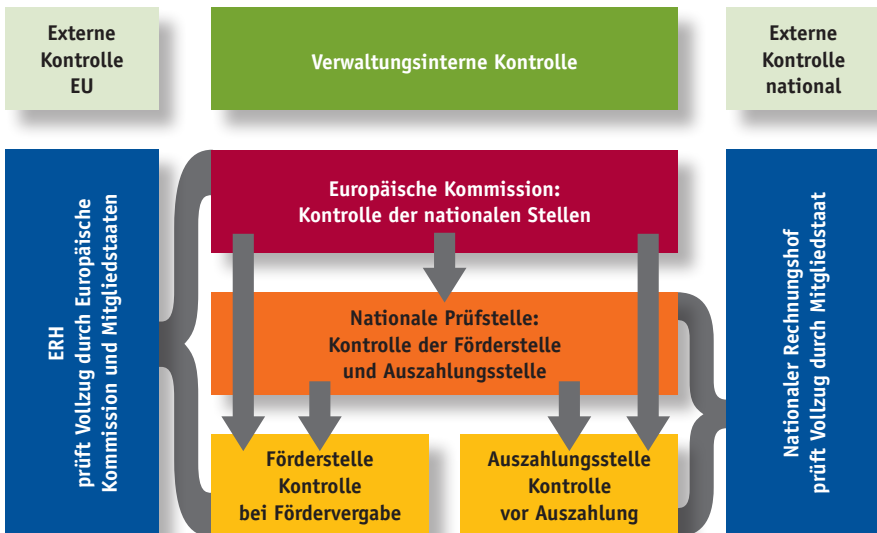 Externe
Kontrolle
EU
Verwaltungsinterne Kontrolle
Externe
Kontrolle
national
ERH
prüft Vollzug durch Europäische
Kommission und Mitgliedstaaten
Europäische Kommission:
Kontrolle der nationalen Stellen
Nationale Prüfstelle:
Kontrolle der Förderstelle
und Auszahlungsstelle
Förderstelle
Kontrolle
bei Fördervergabe
Auszahlungsstelle
Kontrolle
vor Auszahlung
Nationaler Rechnungshof
prüft Vollzug durch Mitgliedstaat